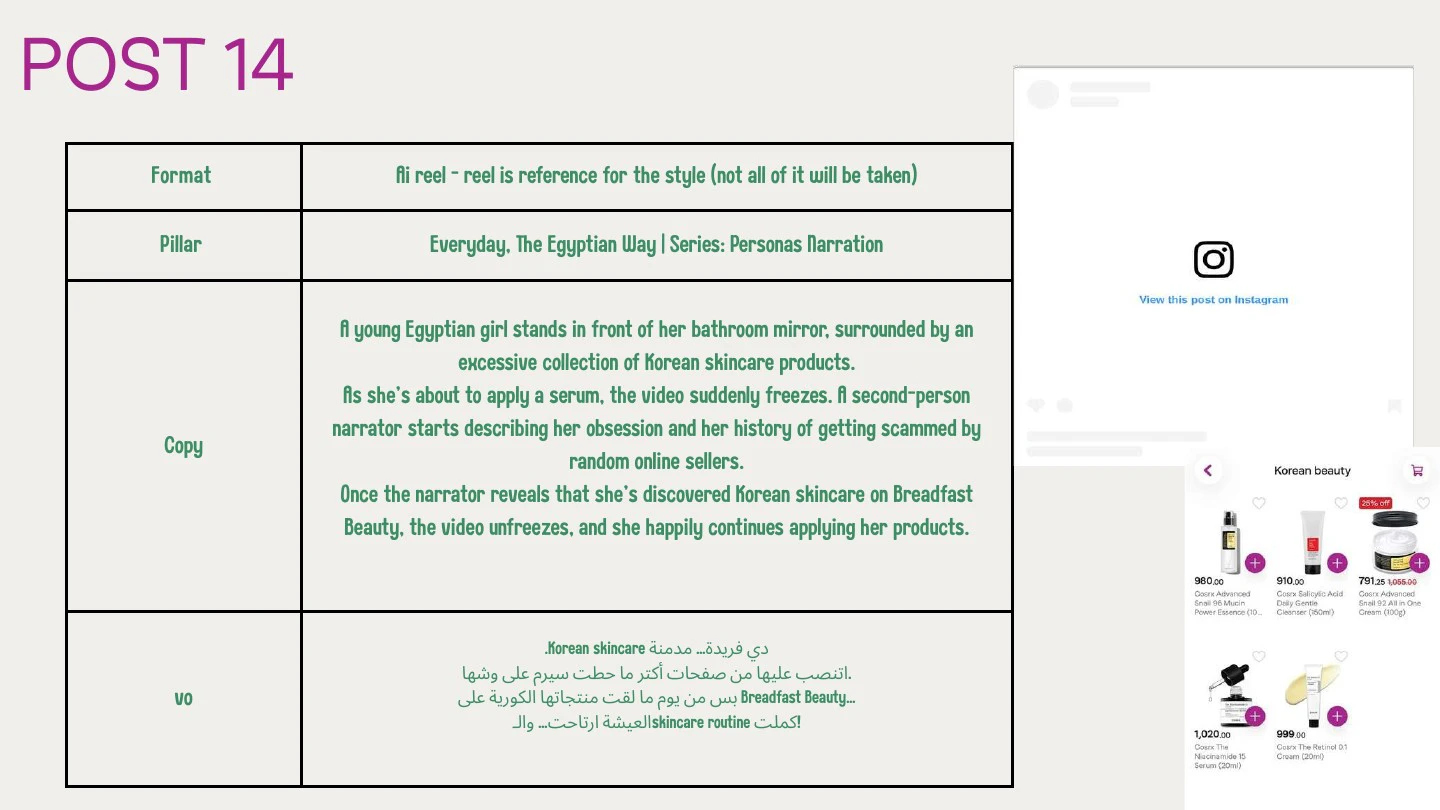 POST 14
Format
Ai reel - reel is reference for the style (not all of it will be taken)
Pillar
Everyday, The Egyptian Way | Series: Personas Narration
Copy
A young Egyptian girl stands in front of her bathroom mirror, surrounded by an
excessive collection of Korean skincare products.
As she's about to apply a serum, the video suddenly freezes. A second-person
narrator starts describing her obsession and her history of getting scammed by
random online sellers.
Once the narrator reveals that she's discovered Korean skincare on Breadfast
Beauty, the video unfreezes, and she happily continues applying her products.
VO
دي فريدة... مدمنة Korean skincare.
اتنصب عليها من صفحات أكتر ما حطت سيرم على وشها.
بس من يوم ما لقت منتجاتها الكورية على Breadfast Beauty...
العيشة ارتاحت... والـ skincare routine كملت!
View this post on Instagram
Korean beauty
25% off
980.00
Cosrx Advanced
Snail 96 Mucin
Power Essence (10...
910.00
Cosrx Salicylic Acid
Daily Gentle
Cleanser (150ml)
791.25 1,055.00
Cosrx Advanced
Snail 92 All in One
Cream (100g)
1,020.00
Cosrx The
Niacinamide 15
Serum (20ml)
999.00
Cosrx The Retinol 0.1
Cream (20ml)